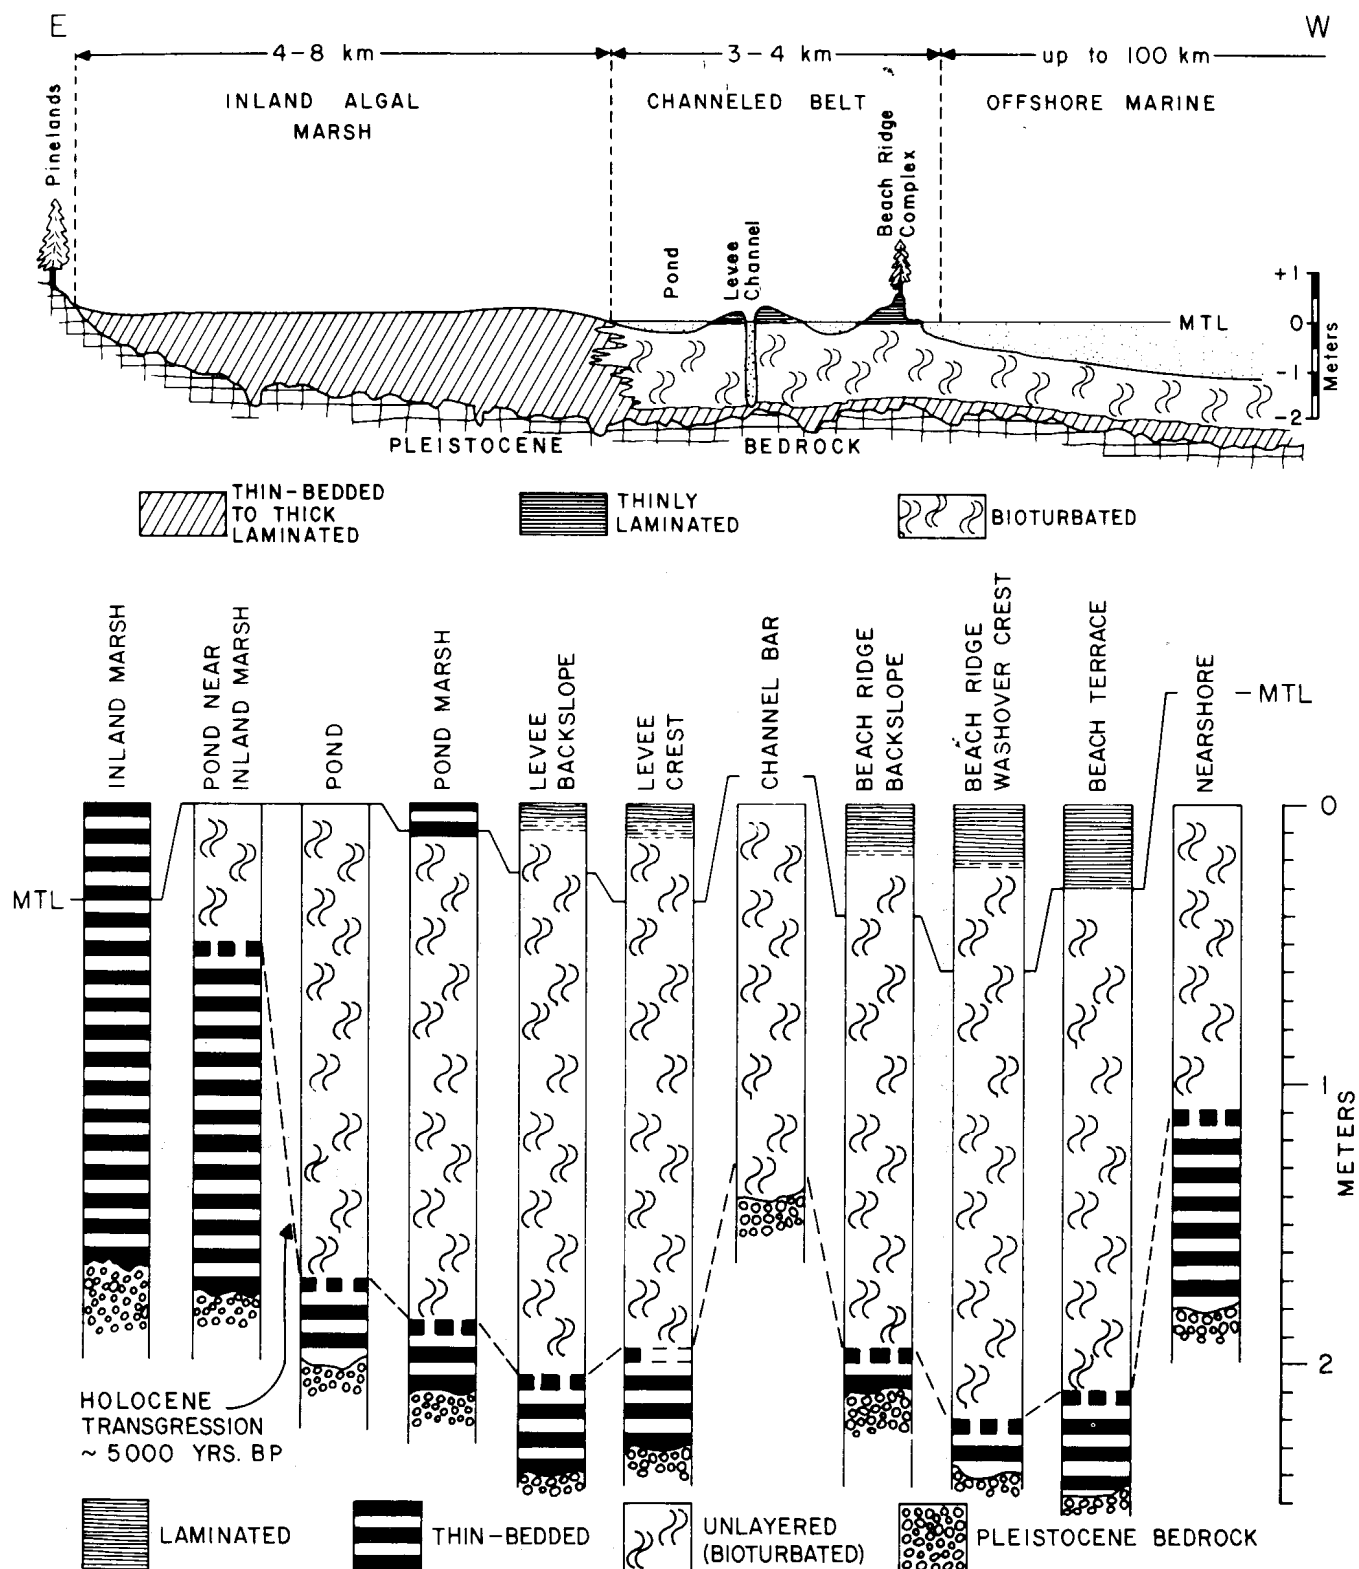 E
W
4-8 km
3-4 km
up to 100 km
INLAND ALGAL
MARSH
CHANNELED BELT
OFFSHORE MARINE
Pinelands
Pond
Levee
Channel
Beach Ridge
Complex
+1
MTL
0
-1
-2
Meters
PLEISTOCENE BEDROCK
THIN-BEDDED
TO THICK
LAMINATED
THINLY
LAMINATED
BIOTURBATED
INLAND MARSH
POND NEAR
INLAND MARSH
POND
POND MARSH
LEVEE
BACKSLOPE
LEVEE
CREST
CHANNEL BAR
BEACH RIDGE
BACKSLOPE
BEACH RIDGE
WASHOVER CREST
BEACH TERRACE
NEARSHORE
MTL
MTL
0
1
2
METERS
HOLOCENE
TRANSGRESSION
~ 5000 YRS. BP
LAMINATED
THIN-BEDDED
UNLAYERED
(BIOTURBATED)
PLEISTOCENE BEDROCK